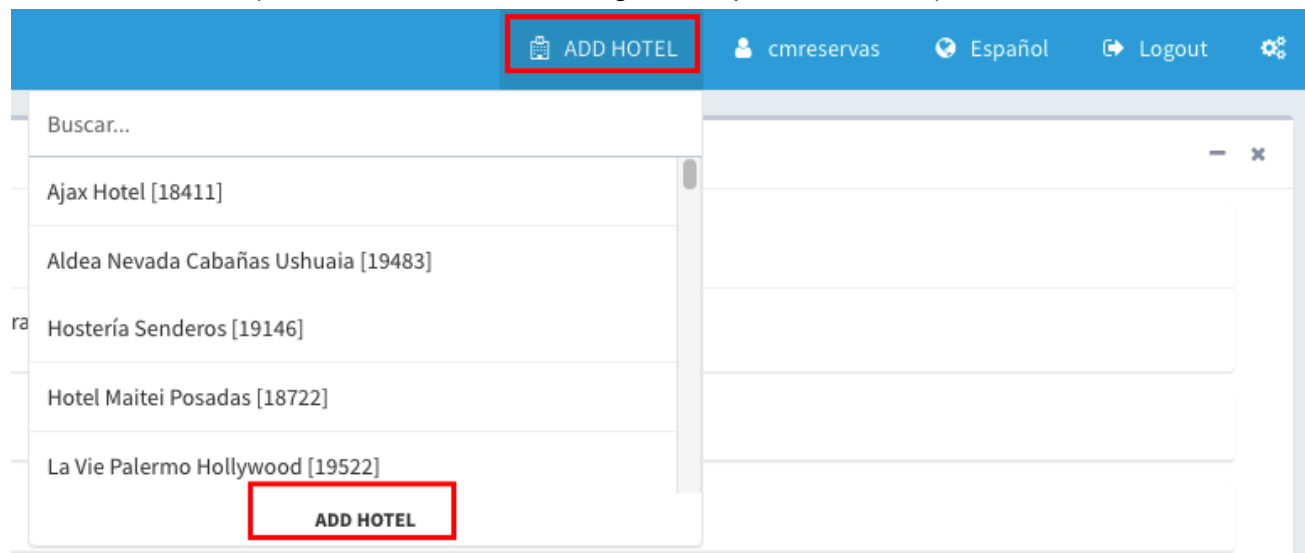 ADD HOTEL cmreservas Español Logout
Buscar...
Ajax Hotel [18411]
Aldea Nevada Cabañas Ushuaia [19483]
ra
Hostería Senderos [19146]
Hotel Maitei Posadas [18722]
La Vie Palermo Hollywood [19522]
ADD HOTEL